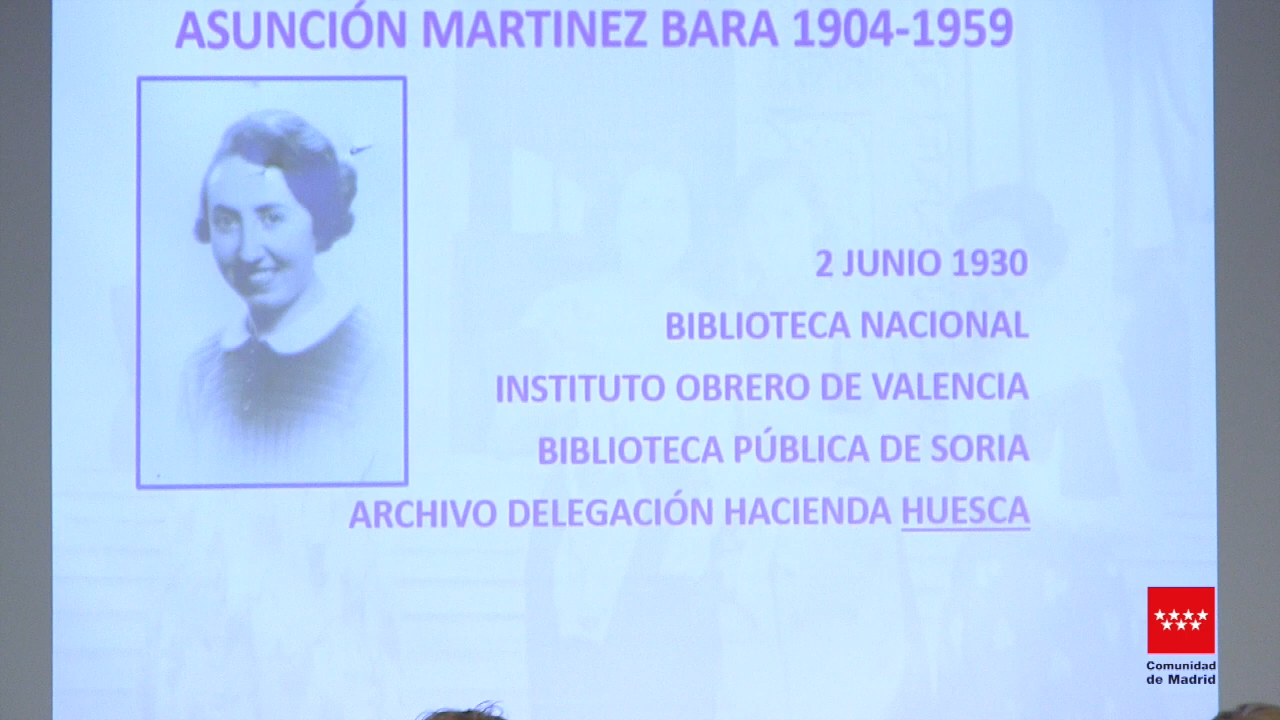 ASUNCIÓN MARTINEZ BARA 1904-1959
2 JUNIO 1930
BIBLIOTECA NACIONAL
INSTITUTO OBRERO DE VALENCIA
BIBLIOTECA PÚBLICA DE SORIA
ARCHIVO DELEGACIÓN HACIENDA HUESCA
Comunidad
de Madrid